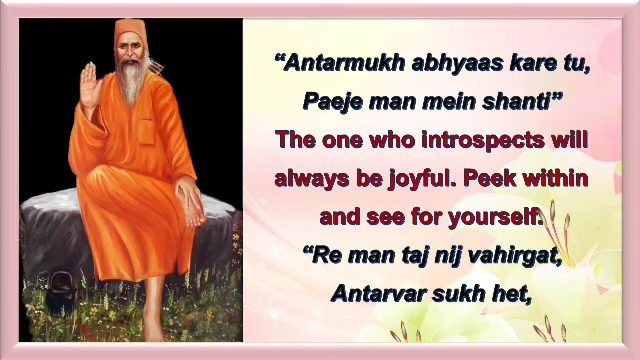 “Antarmukh abhyaas kare tu,
Paeje man mein shanti”
The one who introspects will
always be joyful. Peek within
and see for yourself.
“Re man taj nij vahirgat,
Antarvar sukh het,